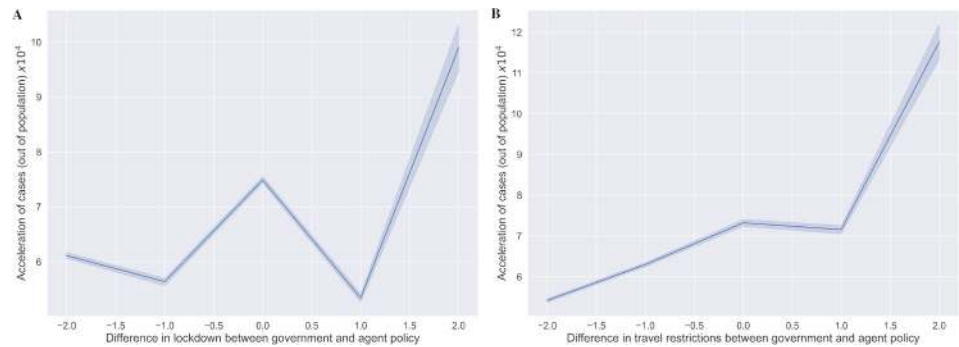 A
Acceleration of cases (out of population) x10⁴
10
9
8
7
6
−2.0 −1.5 −1.0 −0.5 0.0 0.5 1.0 1.5 2.0
Difference in lockdown between government and agent policy
B
Acceleration of cases (out of population) x10⁴
12
11
10
9
8
7
6
−2.0 −1.5 −1.0 −0.5 0.0 0.5 1.0 1.5 2.0
Difference in travel restrictions between government and agent policy